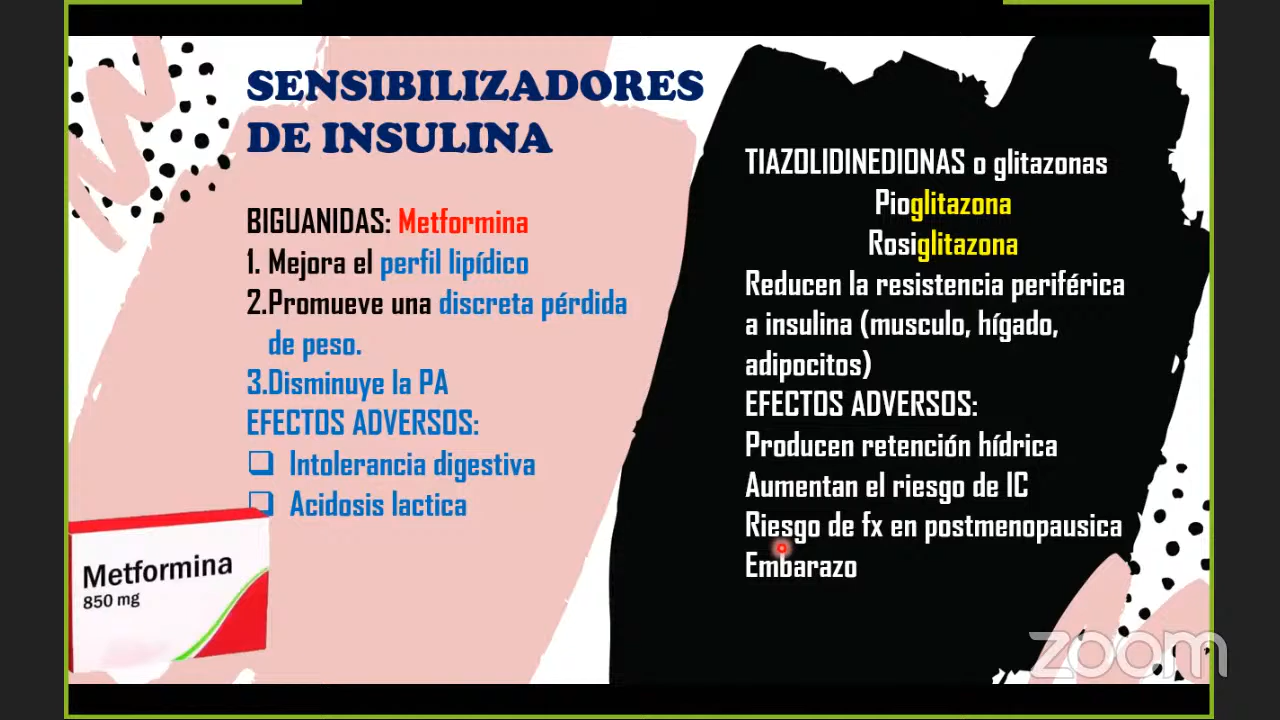 SENSIBILIZADORES
DE INSULINA
BIGUANIDAS: Metformina
1. Mejora el perfil lipídico
2.Promueve una discreta pérdida
de peso.
3.Disminuye la PA
EFECTOS ADVERSOS:
Intolerancia digestiva
Acidosis lactica
Metformina
850 mg
TIAZOLIDINEDIONAS o glitazonas
Pioglitazona
Rosiglitazona
Reducen la resistencia periférica
a insulina (musculo, hígado,
adipocitos)
EFECTOS ADVERSOS:
Producen retención hídrica
Aumentan el riesgo de IC
Riesgo de fx en postmenopausica
Embarazo
zoom